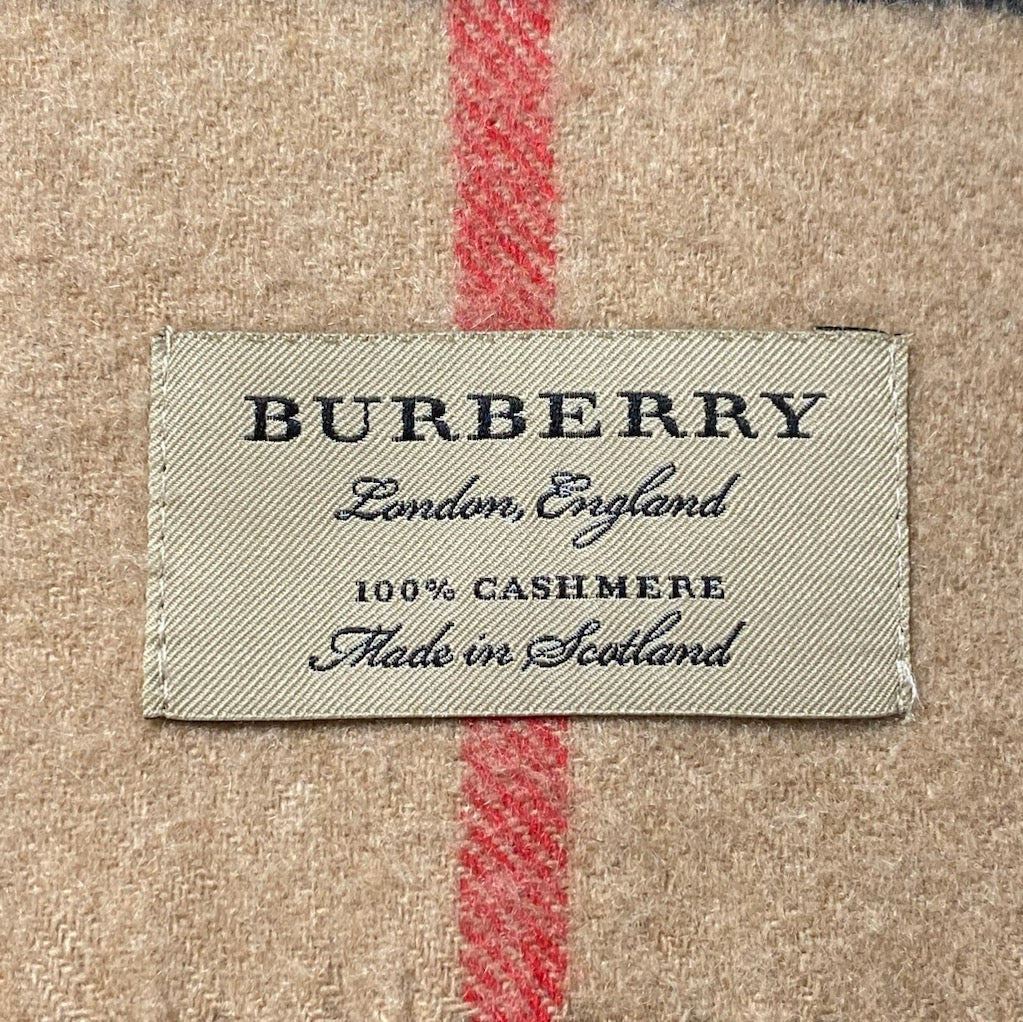 BURBERRY
London, England
100% CASHMERE
Made in Scotland